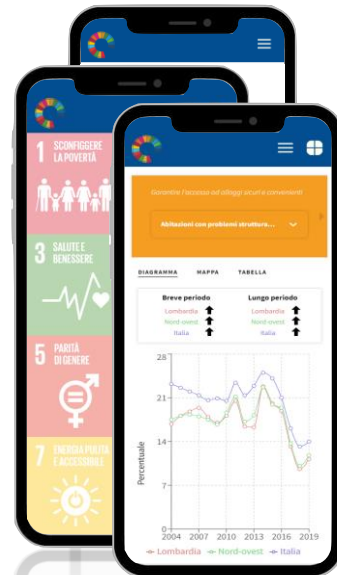 1 SCONFIGGERE
LA POVERTÀ
3 SALUTE E
BENESSERE
5 PARITÀ
DI GENERE
7 ENERGIA PULITA
E ACCESSIBILE
Garantire l'accesso ad alloggi sicuri e convenienti
Abitazioni con problemi struttura...
DIAGRAMMA MAPPA TABELLA
Breve periodo Lungo periodo
Lombardia Lombardia
Nord-ovest Nord-ovest
Italia Italia
28
21
14
7
0
Percentuale
2004 2007 2010 2013 2016 2019
Lombardia Nord-ovest Italia